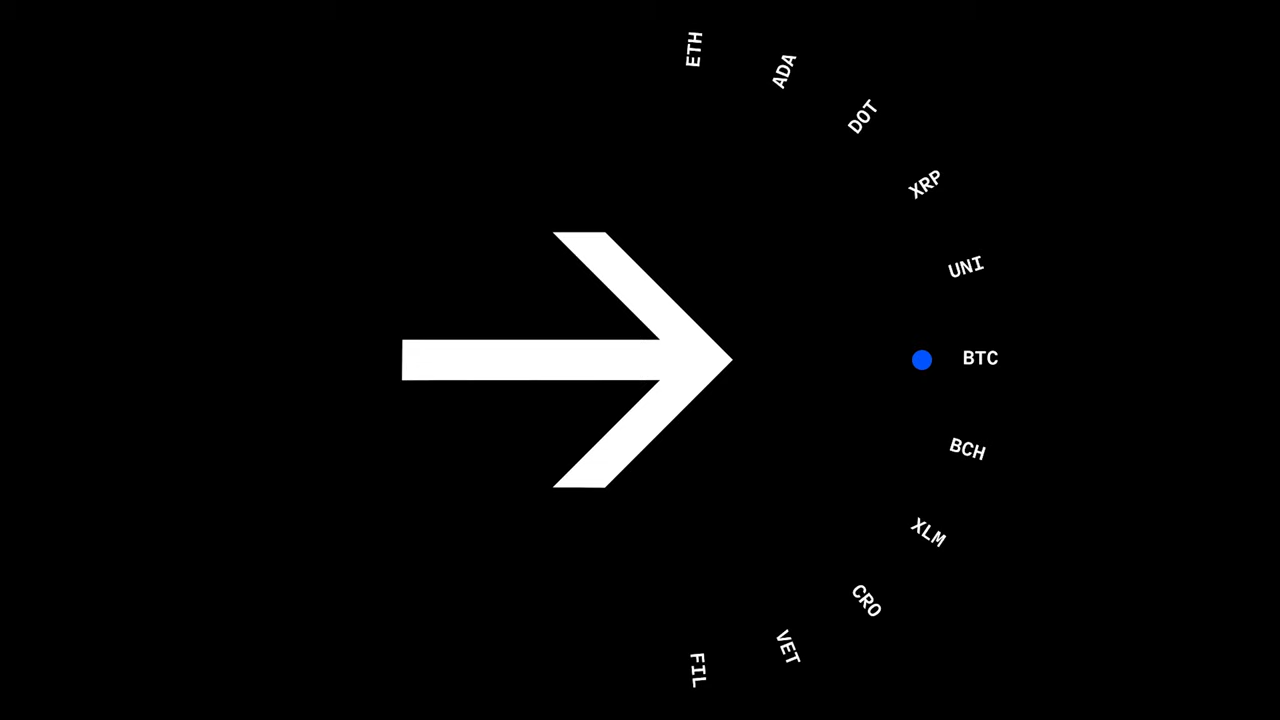 ETH
ADA
DOT
XRP
UNI
BTC
BCH
XLM
CRO
VET
FIL